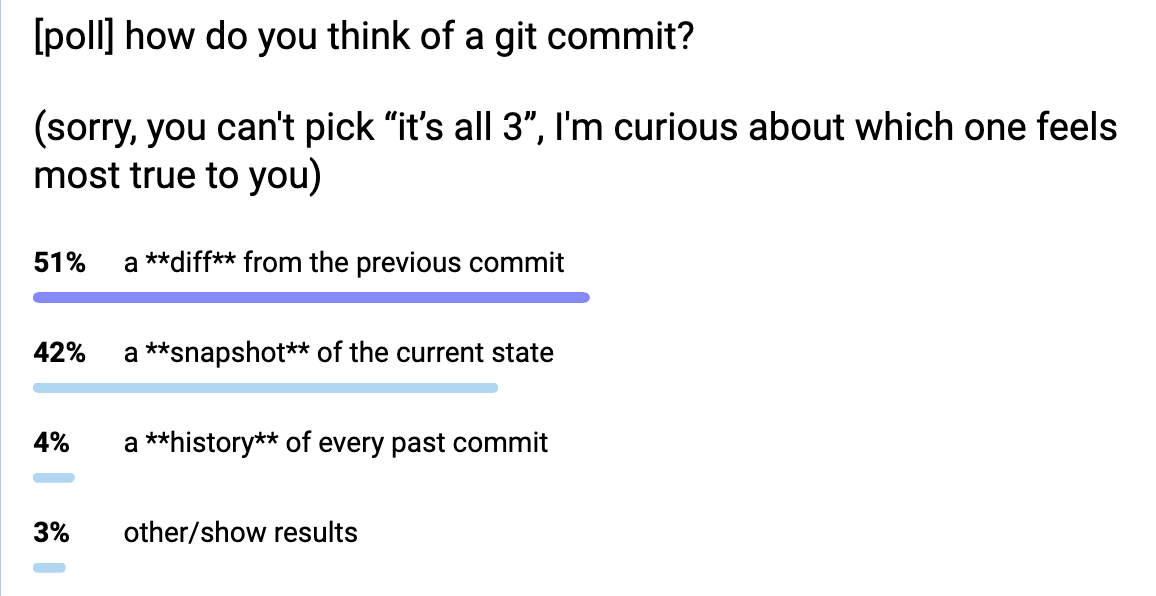 [poll] how do you think of a git commit?
(sorry, you can't pick “it’s all 3”, I'm curious about which one feels
most true to you)
51% a **diff** from the previous commit
42% a **snapshot** of the current state
4% a **history** of every past commit
3% other/show results